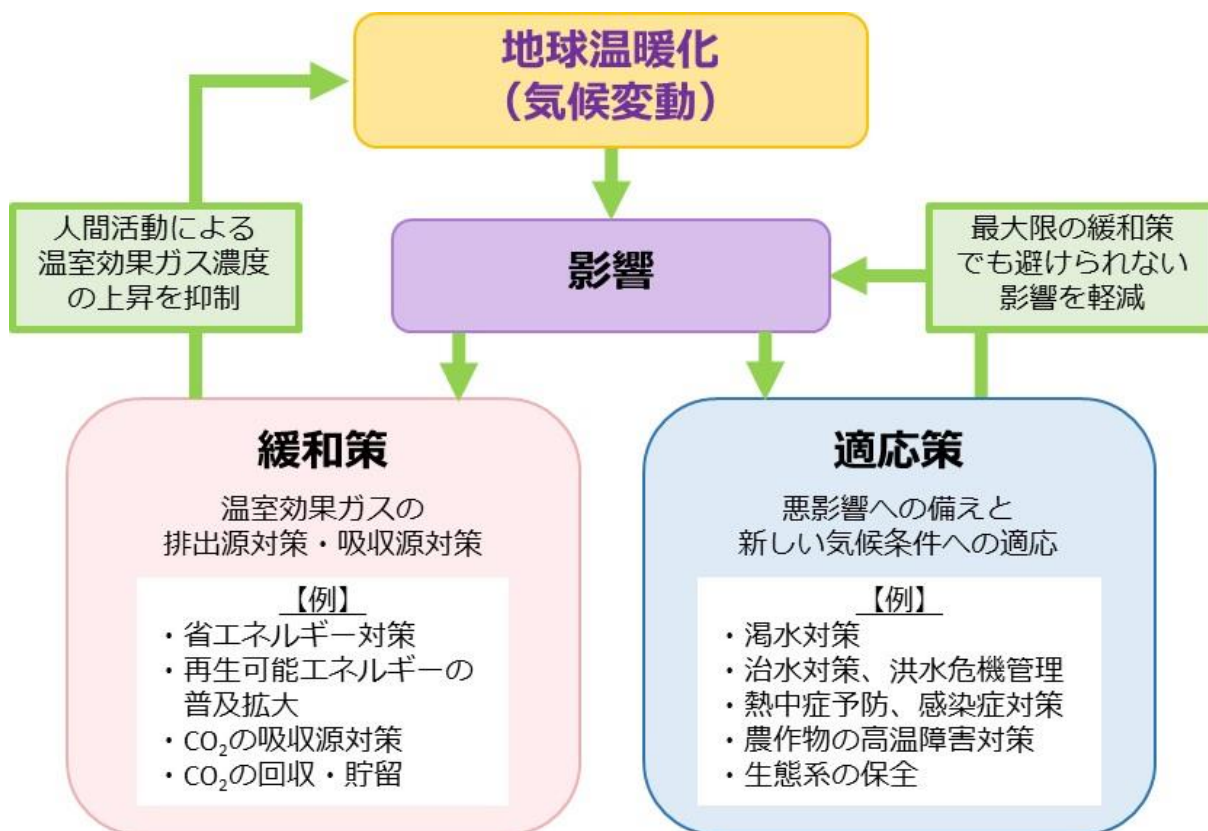 地球温暖化
（気候変動）
人間活動による
温室効果ガス濃度
の上昇を抑制
影響
最大限の緩和策
でも避けられない
影響を軽減
緩和策
温室効果ガスの
排出源対策・吸収源対策
【例】
・省エネルギー対策
・再生可能エネルギーの
普及拡大
・CO₂の吸収源対策
・CO₂の回収・貯留
適応策
悪影響への備えと
新しい気候条件への適応
【例】
・渇水対策
・治水対策、洪水危機管理
・熱中症予防、感染症対策
・農作物の高温障害対策
・生態系の保全